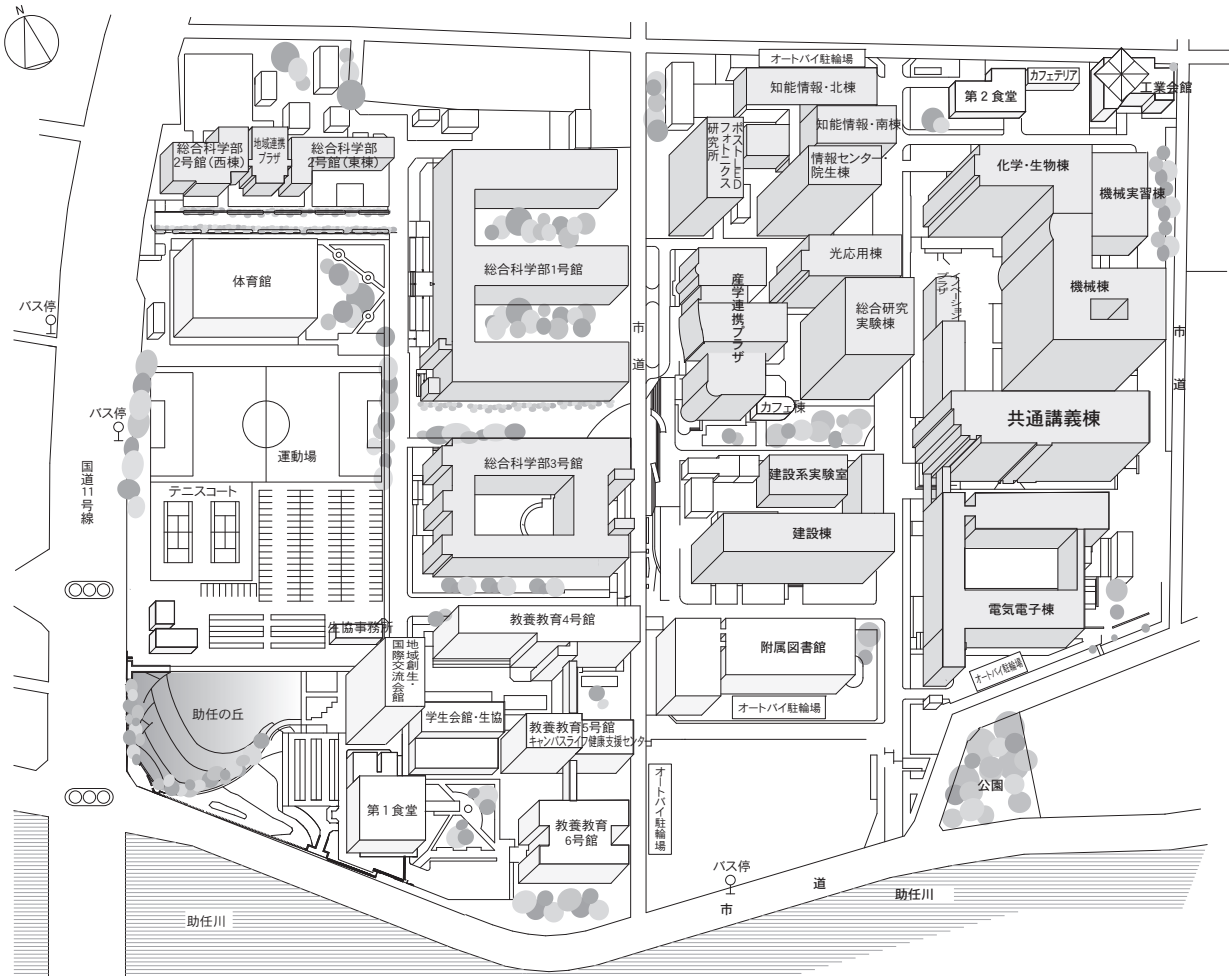 N
オートバイ駐輪場
知能情報・北棟
カフェテリア
第2食堂
工業会館
総合科学部
2号館(西棟)
地域連携
プラザ
総合科学部
2号館(東棟)
ポストLED
フォトニクス
研究所
知能情報・南棟
情報センター・
院生棟
化学・生物棟
機械実習棟
体育館
総合科学部1号館
光応用棟
イノベーション
プラザ
機械棟
バス停
産学連携プラザ
総合研究
実験棟
市
道
市
道
バス停
カフェ棟
共通講義棟
運動場
総合科学部3号館
建設系実験室
国道11号線
テニスコート
建設棟
電気電子棟
生協事務所
教養教育4号館
地域創生・
国際交流会館
附属図書館
オートバイ駐輪場
助任の丘
学生会館・生協
教養教育5号館
キャンパスライフ健康支援センター
オートバイ駐輪場
第1食堂
教養教育
6号館
オートバイ駐輪場
公園
バス停
市
道
助任川
助任川